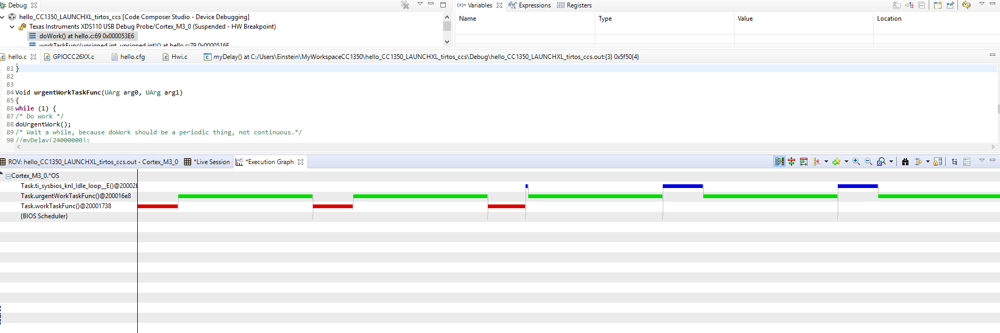 Debug
hello_CC1350_LAUNCHXL_tirtos_ccs [Code Composer Studio - Device Debugging]
Texas Instruments XDS110 USB Debug Probe/Cortex_M3_0 (Suspended - HW Breakpoint)
doWork() at hello.c:69 0x000053E6
workTaskFunc(unsigned int, unsigned int)() at hello.c:79 0x0000516E
(x)= Variables Expressions Registers
Name Type Value Location
hello.c GPIOCC26XX.c hello.cfg Hwi.c myDelay() at C:/Users\Einstein\MyWorkspaceCC1350\hello_CC1350_LAUNCHXL_tirtos_ccs\Debug\hello_CC1350_LAUNCHXL_tirtos_ccs.out:{3} 0x5f50{4}
81 }
82
83
84 Void urgentWorkTaskFunc(UArg arg0, UArg arg1)
85 {
86 while (1) {
87 /* Do work */
88 doUrgentWork();
89 /* Wait a while, because doWork should be a periodic thing, not continuous.*/
90 //myDelay(24000000);
ROV: hello_CC1350_LAUNCHXL_tirtos_ccs.out - Cortex_M3_0 *Live Session *Execution Graph
Cortex_M3_0.*OS
Task.ti_sysbios_knl_Idle_loop__E()@20002
Task.urgentWorkTaskFunc()@200016e8
Task.workTaskFunc()@20001738
{BIOS Scheduler}